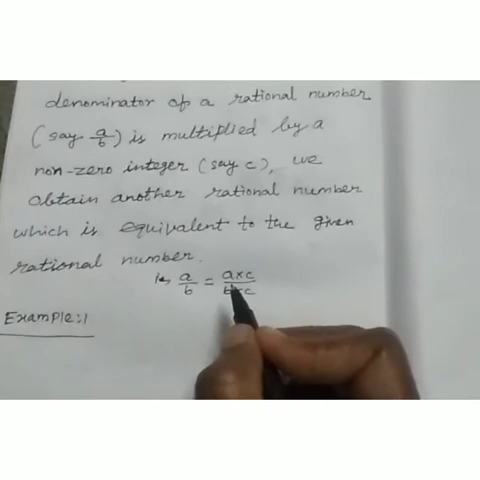 denominator of a rational number
(say a/b) is multiplied by a
non-zero integer (say c), we
obtain another rational number
which is equivalent to the given
rational number.
a/b = a×c/b×c
Example:1